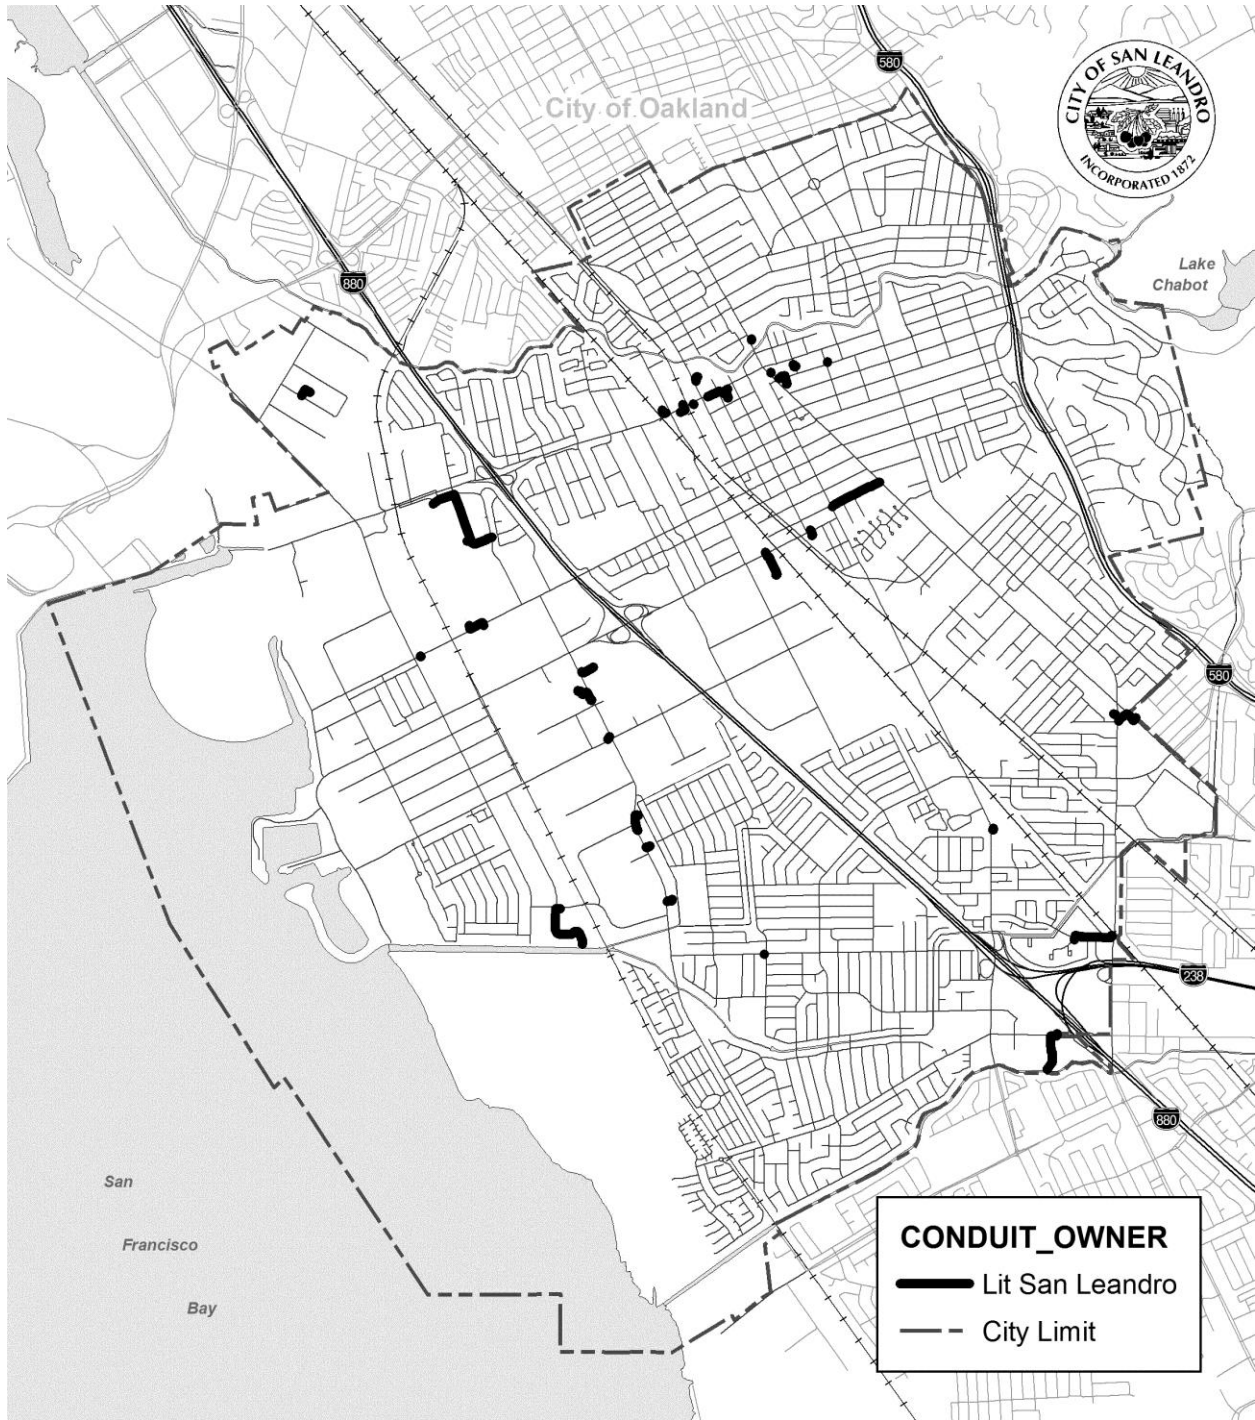 580
CITY OF SAN LEANDRO
INCORPORATED 1872
City of Oakland
Lake
Chabot
880
580
238
880
San
Francisco
Bay
CONDUIT_OWNER
Lit San Leandro
City Limit